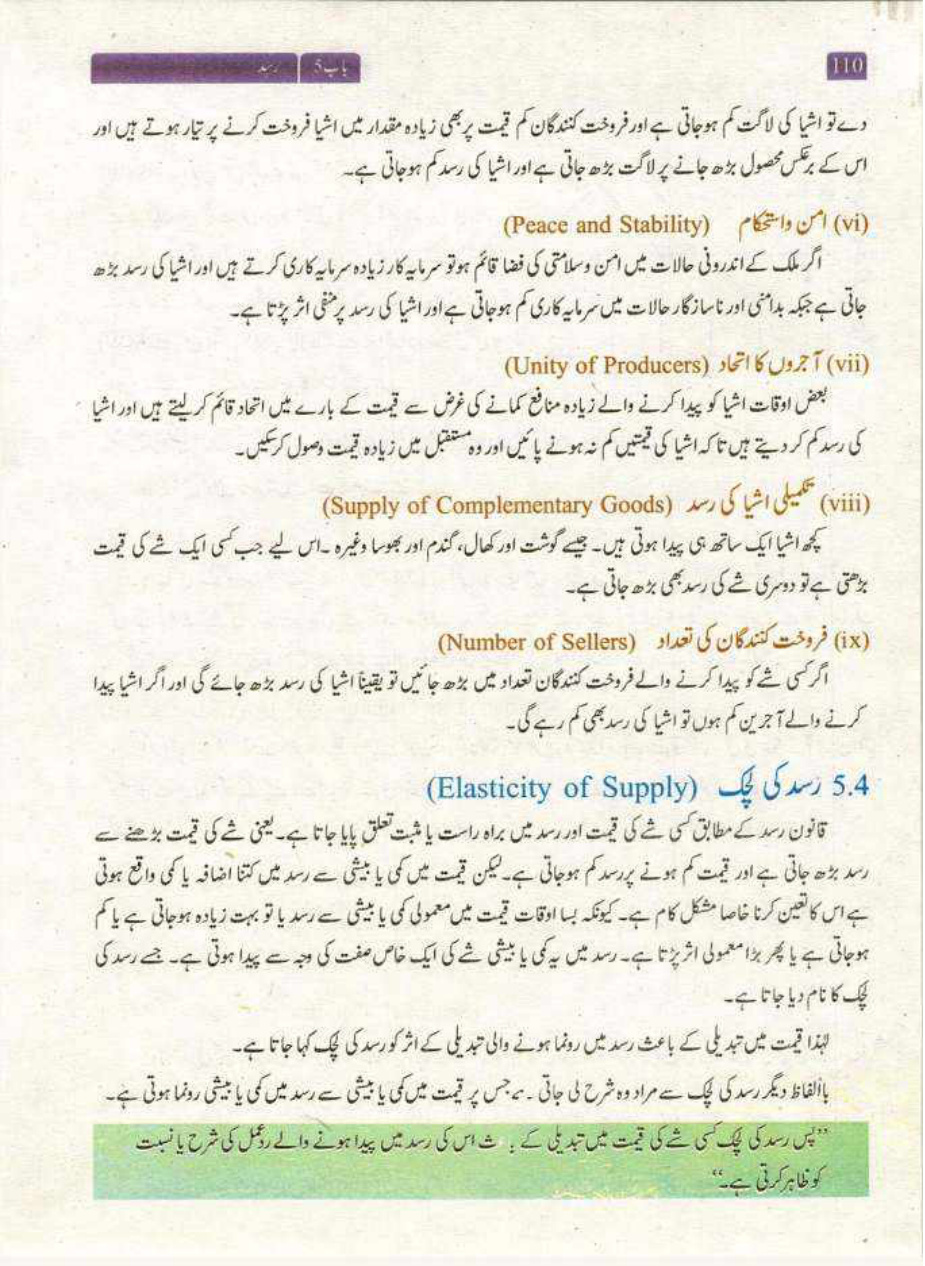 110
باب 5 رسد
دے تو اشیا کی لاگت کم ہوجاتی ہے اور فروخت کنندگان کم قیمت پر بھی زیادہ مقدار میں اشیا فروخت کرنے پر تیار ہوتے ہیں اور
اس کے برعکس محصول بڑھ جانے پر لاگت بڑھ جاتی ہے اور اشیا کی رسد کم ہوجاتی ہے۔
(vi) امن واستحکام (Peace and Stability)
اگر ملک کے اندرونی حالات میں امن وسلامتی کی فضا قائم ہوتو سرمایہ کار زیادہ سرمایہ کاری کرتے ہیں اور اشیا کی رسد بڑھ
جاتی ہے جبکہ بدامنی اور ناسازگار حالات میں سرمایہ کاری کم ہوجاتی ہے اور اشیا کی رسد پر منفی اثر پڑتا ہے۔
(vii) آجروں کا اتحاد (Unity of Producers)
بعض اوقات اشیا کو پیدا کرنے والے زیادہ منافع کمانے کی غرض سے قیمت کے بارے میں اتحاد قائم کرلیتے ہیں اور اشیا
کی رسد کم کر دیتے ہیں تاکہ اشیا کی قیمتیں کم نہ ہونے پائیں اور وہ مستقبل میں زیادہ قیمت وصول کرسکیں۔
(viii) تکمیلی اشیا کی رسد (Supply of Complementary Goods)
کچھ اشیا ایک ساتھ ہی پیدا ہوتی ہیں۔ جیسے گوشت اور کھال، گندم اور بھوسا وغیرہ ۔اس لیے جب کسی ایک شے کی قیمت
بڑھتی ہے تو دوسری شے کی رسد بھی بڑھ جاتی ہے۔
(ix) فروخت کنندگان کی تعداد (Number of Sellers)
اگر کسی شے کو پیدا کرنے والے فروخت کنندگان تعداد میں بڑھ جائیں تو یقیناً اشیا کی رسد بڑھ جائے گی اور اگر اشیا پیدا
کرنے والے آجرین کم ہوں تو اشیا کی رسد بھی کم رہے گی۔
5.4 رَسد کی لچک (Elasticity of Supply)
قانون رسد کے مطابق کسی شے کی قیمت اور رسد میں براہ راست یا مثبت تعلق پایا جاتا ہے۔ یعنی شے کی قیمت بڑھنے سے
رسد بڑھ جاتی ہے اور قیمت کم ہونے پر رسد کم ہوجاتی ہے۔ لیکن قیمت میں کمی یا بیشی سے رسد میں کتنا اضافہ یا کمی واقع ہوتی
ہے اس کا تعین کرنا خاصا مشکل کام ہے۔ کیونکہ بسا اوقات قیمت میں معمولی کمی یا بیشی سے رسد یا تو بہت زیادہ ہوجاتی ہے یا کم
ہوجاتی ہے یا پھر بڑا معمولی اثر پڑتا ہے۔ رسد میں یہ کمی یا بیشی شے کی ایک خاص صفت کی وجہ سے پیدا ہوتی ہے۔ جسے رسد کی
لچک کا نام دیا جاتا ہے۔
لہٰذا قیمت میں تبدیلی کے باعث رسد میں رونما ہونے والی تبدیلی کے اثر کو رسد کی لچک کہا جاتا ہے۔
باالفاظ دیگر رسد کی لچک سے مراد وہ شرح لی جاتی ہے جس پر قیمت میں کمی یا بیشی سے رسد میں کمی یا بیشی رونما ہوتی ہے۔
”پس رسد کی لچک کسی شے کی قیمت میں تبدیلی کے باعث اس کی رسد میں پیدا ہونے والے ردعمل کی شرح یا نسبت
کو ظاہر کرتی ہے۔“